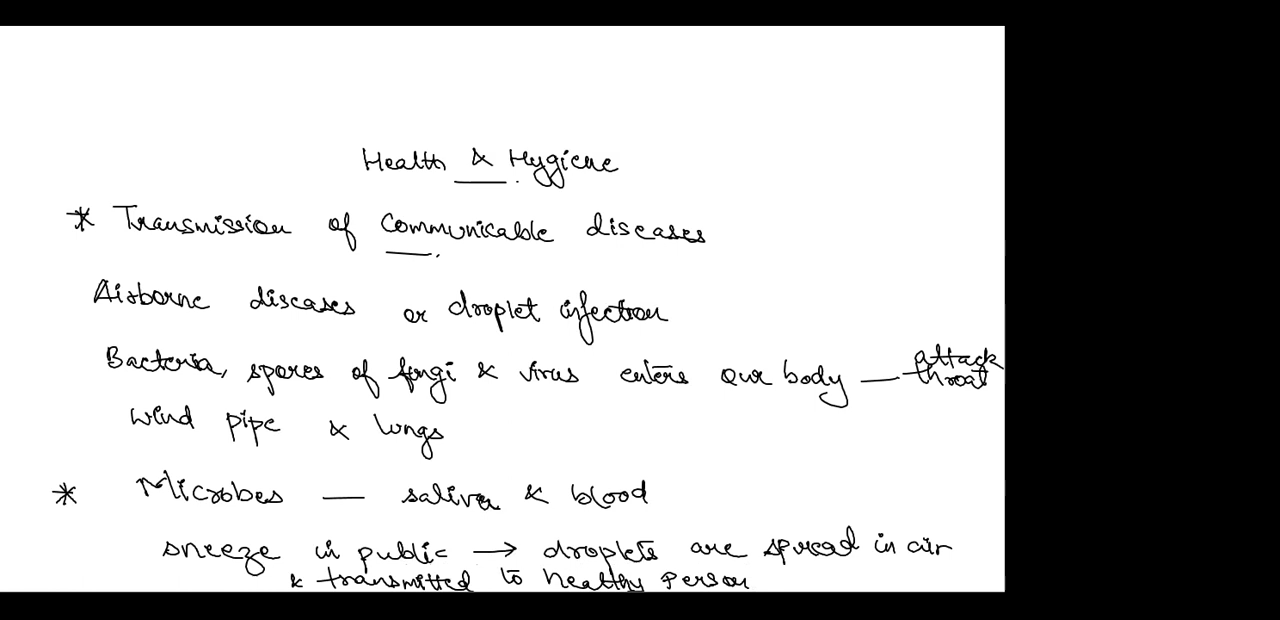 Health & Hygiene
* Transmission of communicable diseases
Airborne diseases or droplet infection
Bacteria, spores of fungi & virus enters our body — attack throat
wind pipe & lungs
* Microbes — saliva & blood
sneeze in public → droplets are spread in air
& transmitted to healthy person